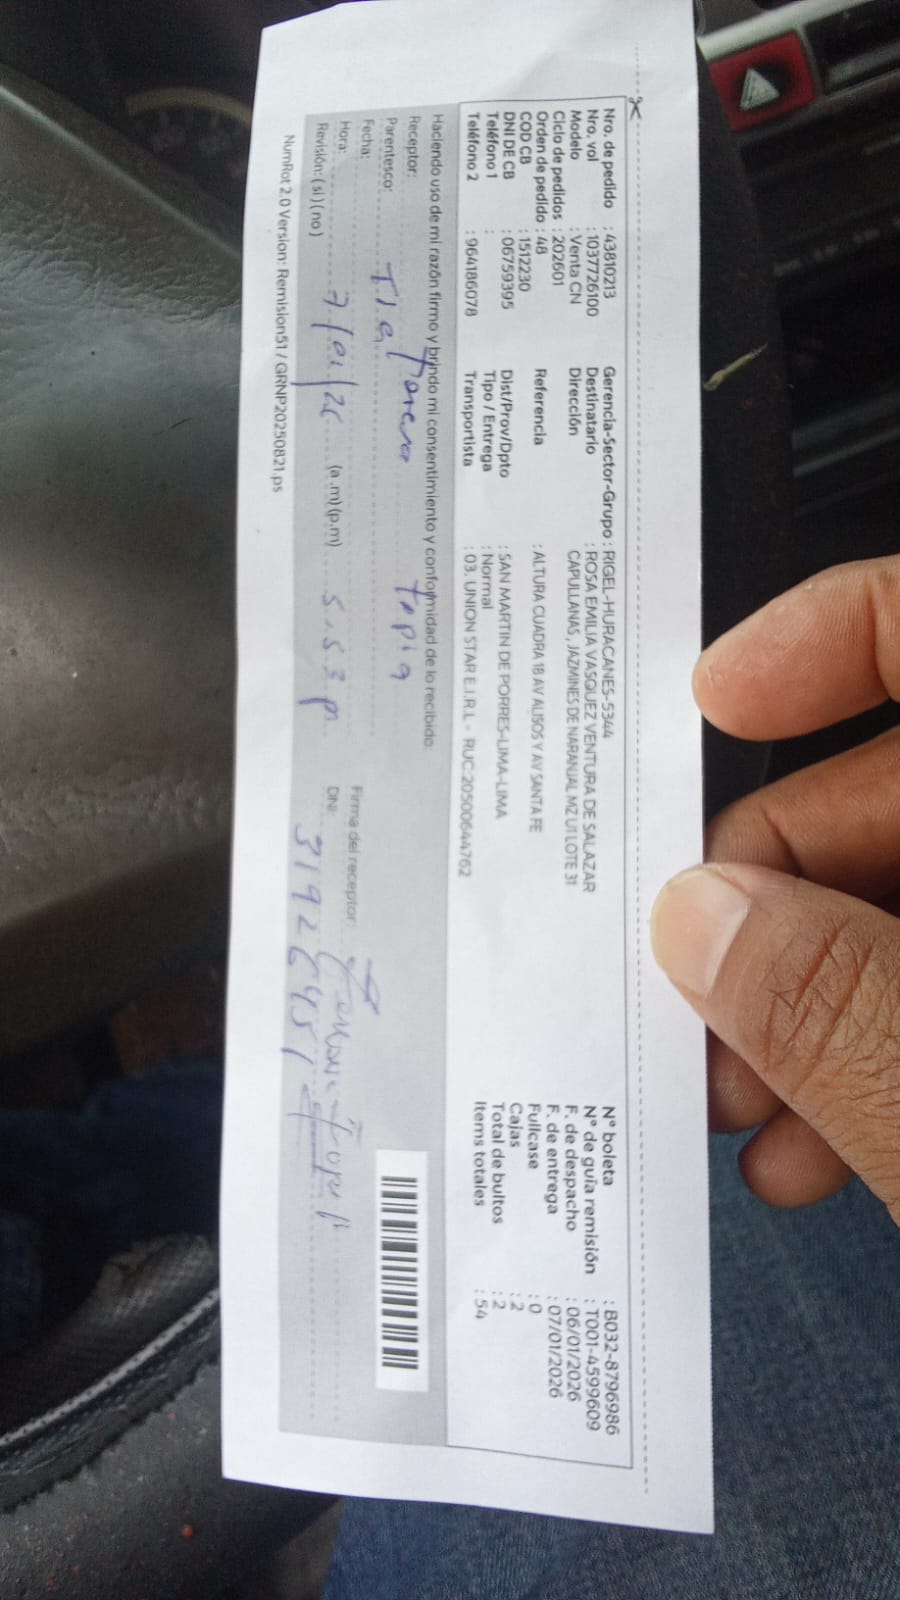 Nro. de pedido : 43810213 Gerencia-Sector-Grupo : RIGEL-HURACANES-5344 N° boleta : B032-8796986
Nro. vol : 1037726100 Destinatario : ROSA EMILIA VASQUEZ VENTURA DE SALAZAR N° de guía remisión : T001-4599609
Modelo : Venta CN Dirección CAPULLANAS, JAZMINES DE NARANJAL MZ U1 LOTE 31 F. de despacho : 06/01/2026
Ciclo de pedidos : 202601 F. de entrega : 07/01/2026
Orden de pedido : 48 Referencia : ALTURA CUADRA 18 AV ALISOS Y AV SANTA FE Fullcase : 0
COD CB : 1512230 Cajas : 2
DNI DE CB : 06759395 Dist/Prov/Dpto : SAN MARTIN DE PORRES-LIMA-LIMA Total de bultos : 2
Teléfono 1 : Tipo / Entrega : Normal Items totales : 54
Teléfono 2 : 964186078 Transportista : 03. UNION STAR E.I.R.L - RUC:20500644762
Haciendo uso de mi razón firmo y brindo mi consentimiento y conformidad de lo recibido:
Receptor: tapia
Parentesco: Tia
Fecha: Firma del receptor:
Hora: 7/01/26 (a.m)(p.m) 5.53 p DNI: 31926451
Revisión: (si) (no)
NumRot 2.0 Version: Remision51 / GRNP20250821.ps